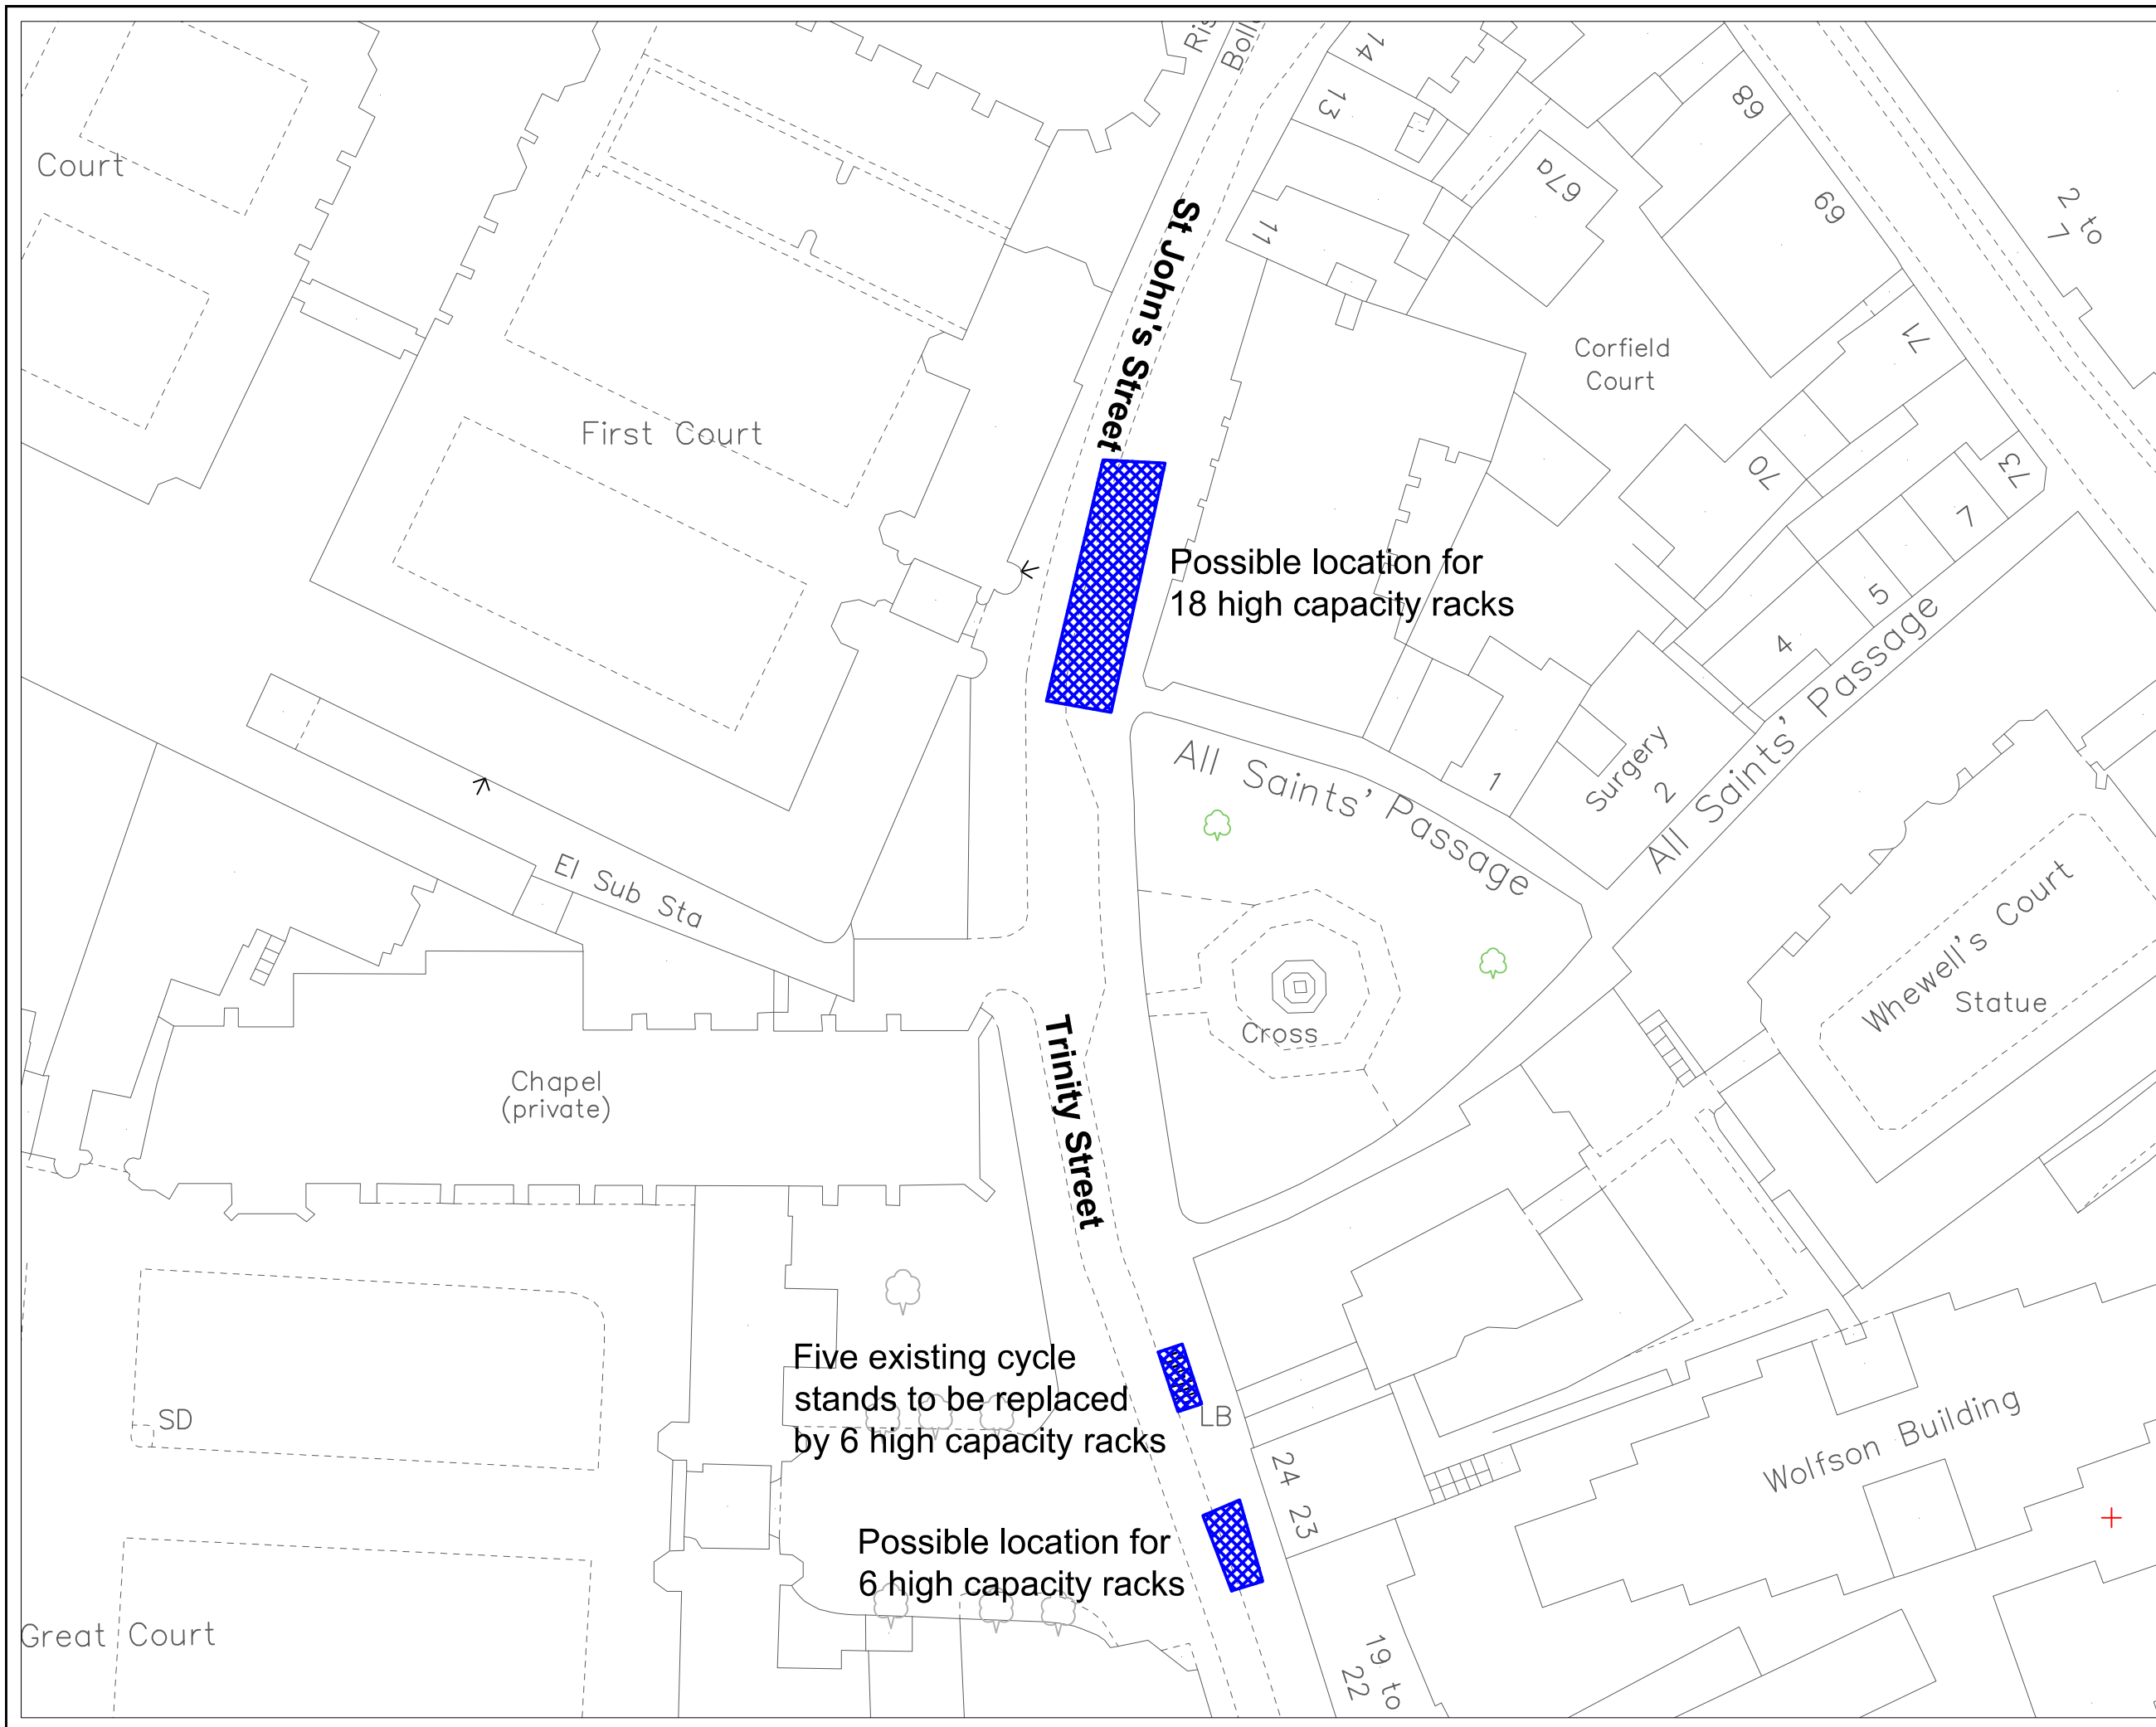 Ris
Boll
14
13
11
68
69
67a
2 to
7
71
70
73
7
5
4
Court
St John's Street
Corfield
Court
First Court
Possible location for
18 high capacity racks
All Saints' Passage
1
Surgery
2
All Saints' Passage
El Sub Sta
Cross
Whewell's Court
Statue
Trinity Street
Chapel
(private)
Five existing cycle
stands to be replaced
by 6 high capacity racks
SD
LB
24
23
Wolfson Building
Possible location for
6 high capacity racks
Great Court
19 to
22